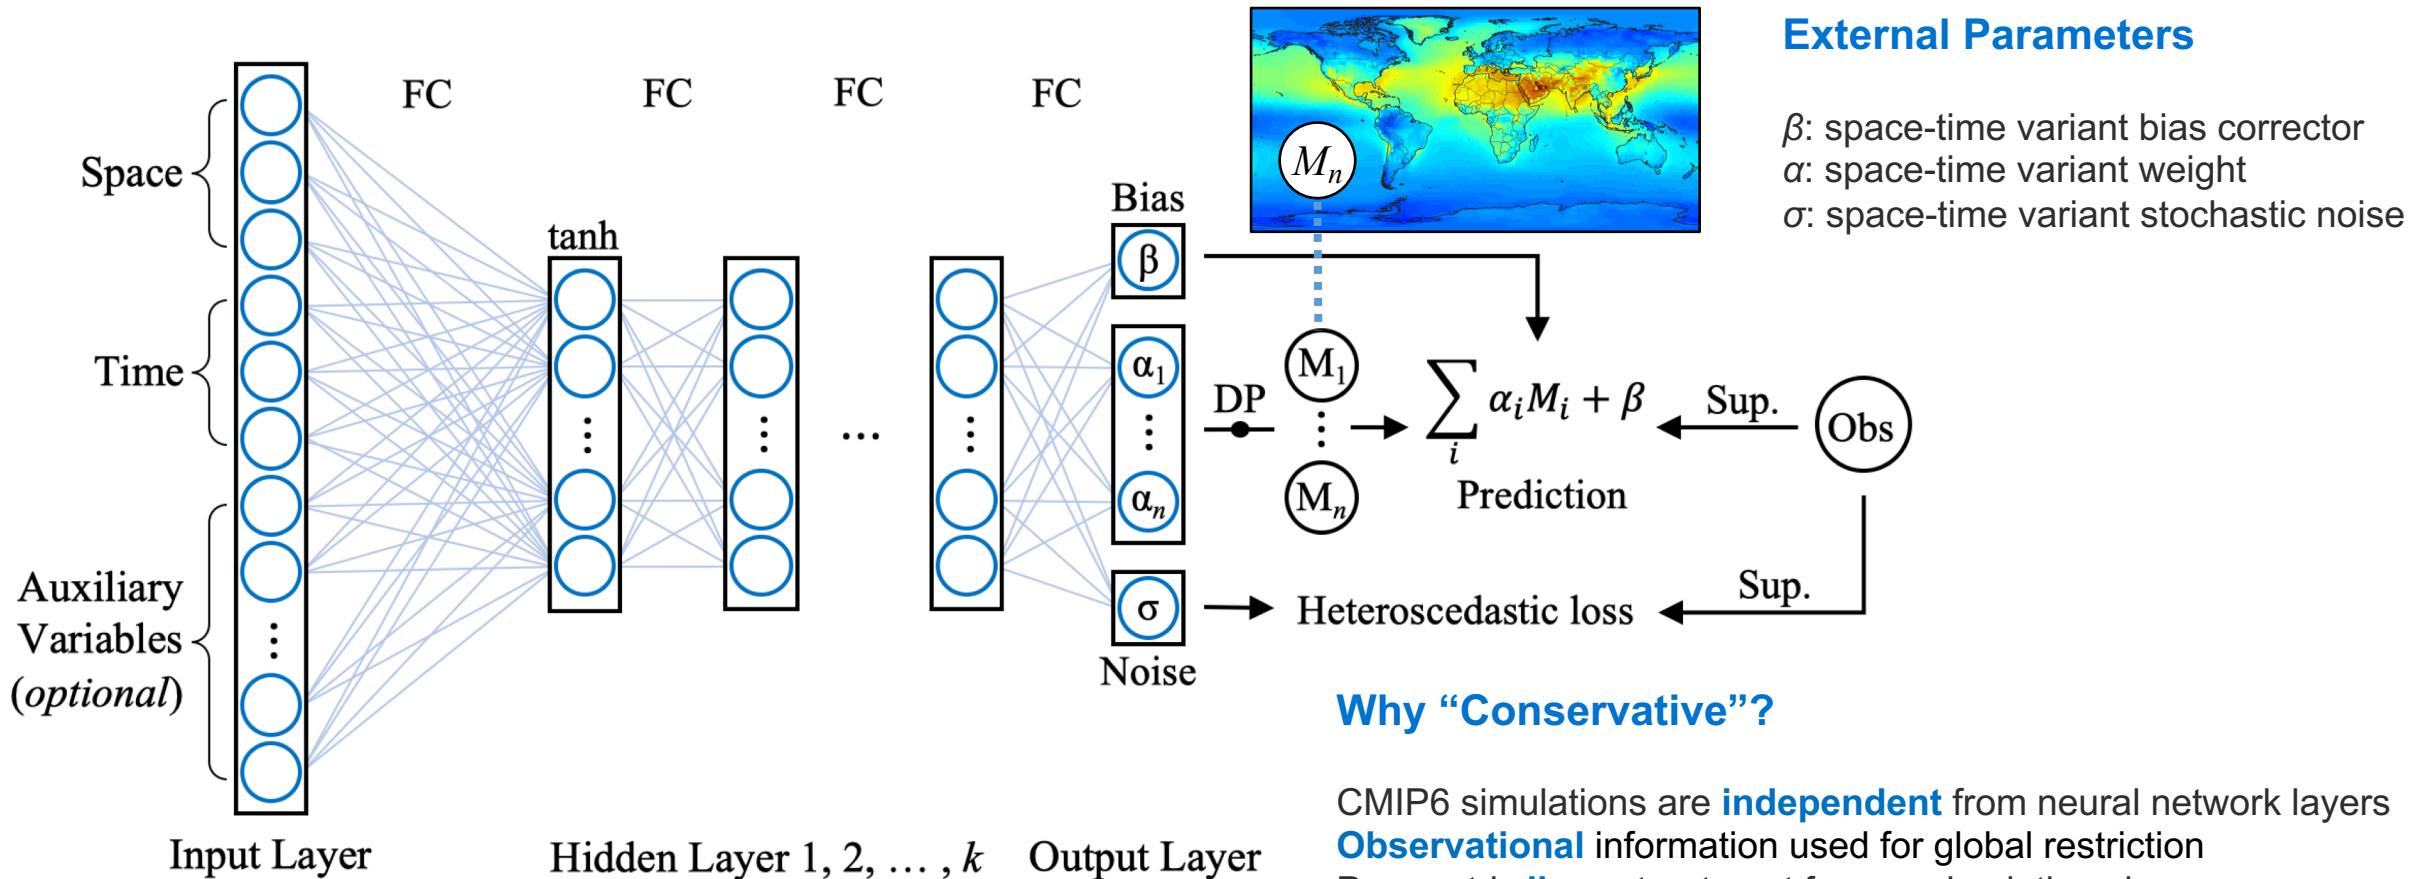 FC FC FC FC
Space
Time
Auxiliary
Variables
(optional)
tanh
Bias
β
α1
⋮
αn
σ
Noise
DP
Mn
M1
⋮
Mn
∑i αiMi + β
Prediction
Sup.
Obs
Heteroscedastic loss
Sup.
Input Layer
Hidden Layer 1, 2, … , k
Output Layer
External Parameters
β: space-time variant bias corrector
α: space-time variant weight
σ: space-time variant stochastic noise
Why “Conservative”?
CMIP6 simulations are independent from neural network layers
Observational information used for global restriction